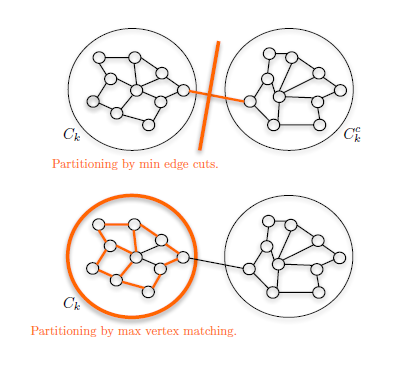 C_k C_k^c
Partitioning by min edge cuts.
C_k
Partitioning by max vertex matching.